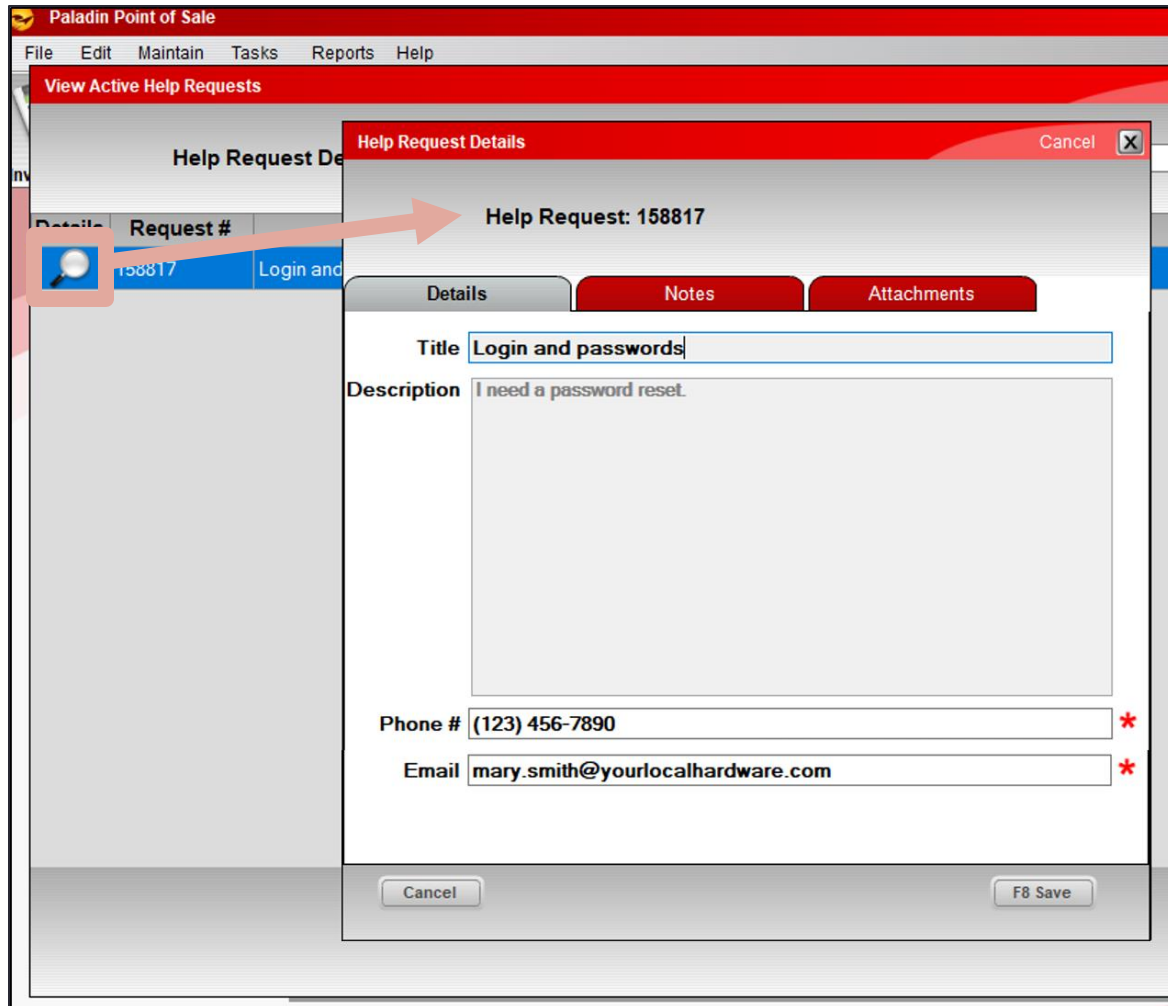 Paladin Point of Sale
File Edit Maintain Tasks Reports Help
View Active Help Requests
Help Request De
Help Request Details Cancel X
Help Request: 158817
Details Request #
158817 Login and
Details Notes Attachments
Title Login and passwords
Description I need a password reset.
Phone # (123) 456-7890 *
Email mary.smith@yourlocalhardware.com *
Cancel F8 Save